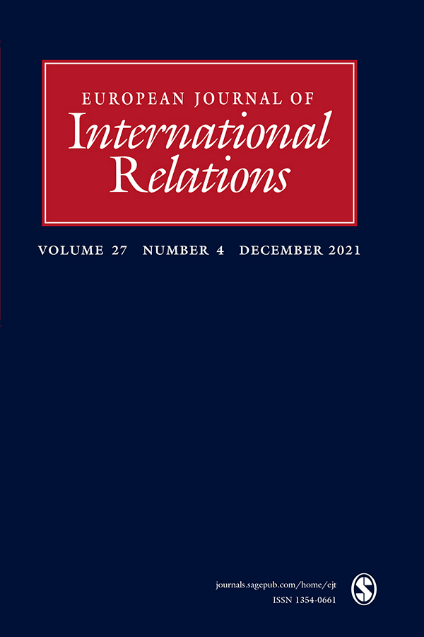 EUROPEAN JOURNAL OF
International
Relations
VOLUME 27 NUMBER 4 DECEMBER 2021
journals.sagepub.com/home/ejt
ISSN 1354-0661
S